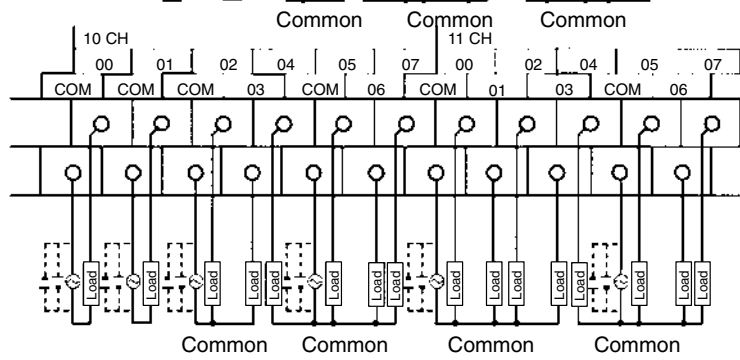 Common Common Common
10 CH 11 CH
00 01 02 04 05 07 00 02 04 05 07
COM COM COM 03 COM 06 COM 01 03 COM 06
Load Load Load Load Load Load Load Load Load Load Load Load Load Load Load Load
Common Common Common Common